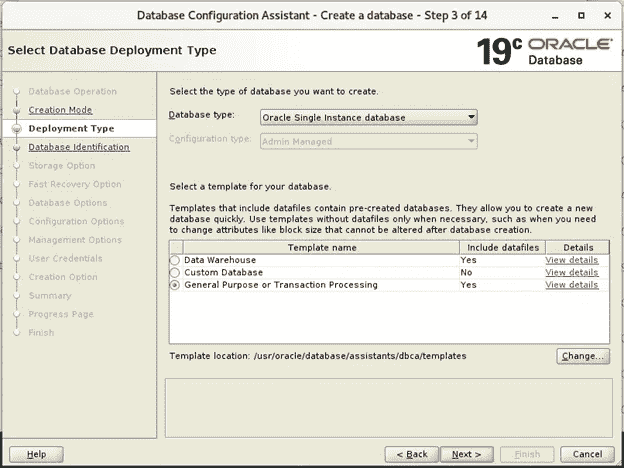 Database Configuration Assistant - Create a database - Step 3 of 14
Select Database Deployment Type
19c ORACLE
Database
Database Operation
Creation Mode
Deployment Type
Database Identification
Storage Option
Fast Recovery Option
Database Options
Configuration Options
Management Options
User Credentials
Creation Option
Summary
Progress Page
Finish
Select the type of database you want to create.
Database type: Oracle Single Instance database
Configuration type: Admin Managed
Select a template for your database.
Templates that include datafiles contain pre-created databases. They allow you to create a new
database quickly. Use templates without datafiles only when necessary, such as when you need
to change attributes like block size that cannot be altered after database creation.
Template name Include datafiles Details
Data Warehouse Yes View details
Custom Database No View details
General Purpose or Transaction Processing Yes View details
Template location: /usr/oracle/database/assistants/dbca/templates Change...
Help < Back Next > Finish Cancel